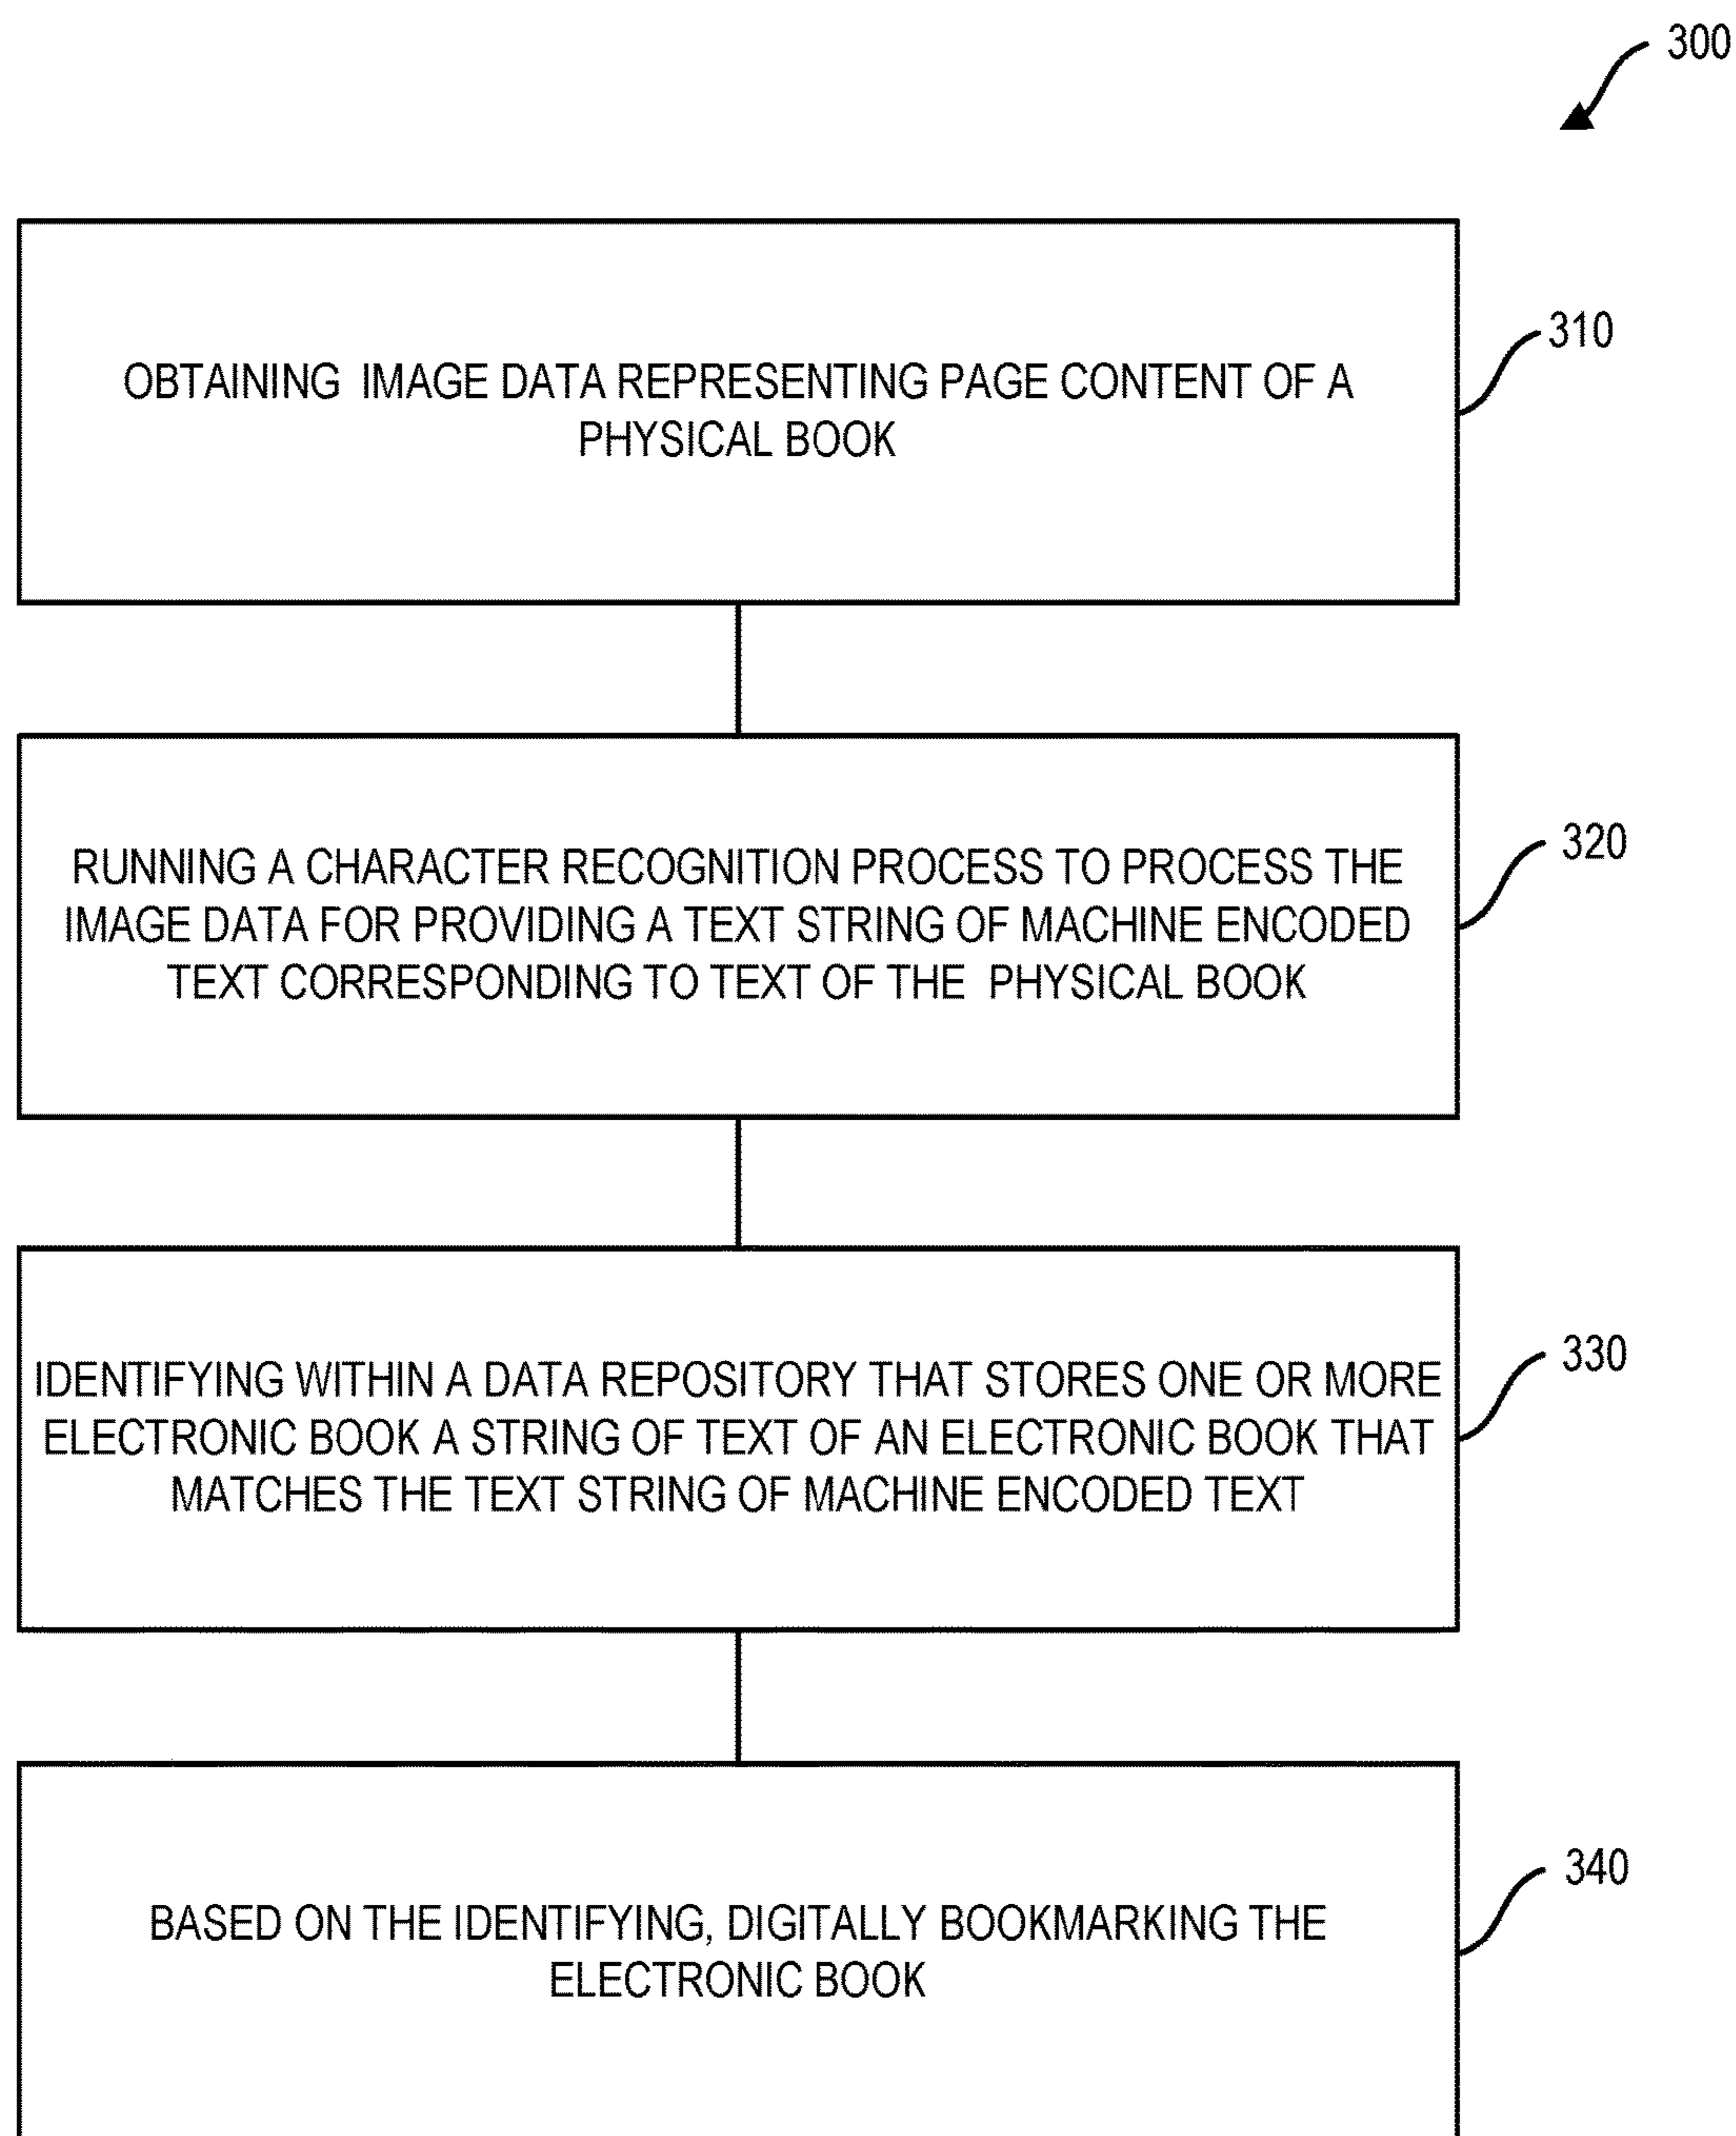 300
OBTAINING IMAGE DATA REPRESENTING PAGE CONTENT OF A
PHYSICAL BOOK
310
RUNNING A CHARACTER RECOGNITION PROCESS TO PROCESS THE
IMAGE DATA FOR PROVIDING A TEXT STRING OF MACHINE ENCODED
TEXT CORRESPONDING TO TEXT OF THE PHYSICAL BOOK
320
IDENTIFYING WITHIN A DATA REPOSITORY THAT STORES ONE OR MORE
ELECTRONIC BOOK A STRING OF TEXT OF AN ELECTRONIC BOOK THAT
MATCHES THE TEXT STRING OF MACHINE ENCODED TEXT
330
BASED ON THE IDENTIFYING, DIGITALLY BOOKMARKING THE
ELECTRONIC BOOK
340